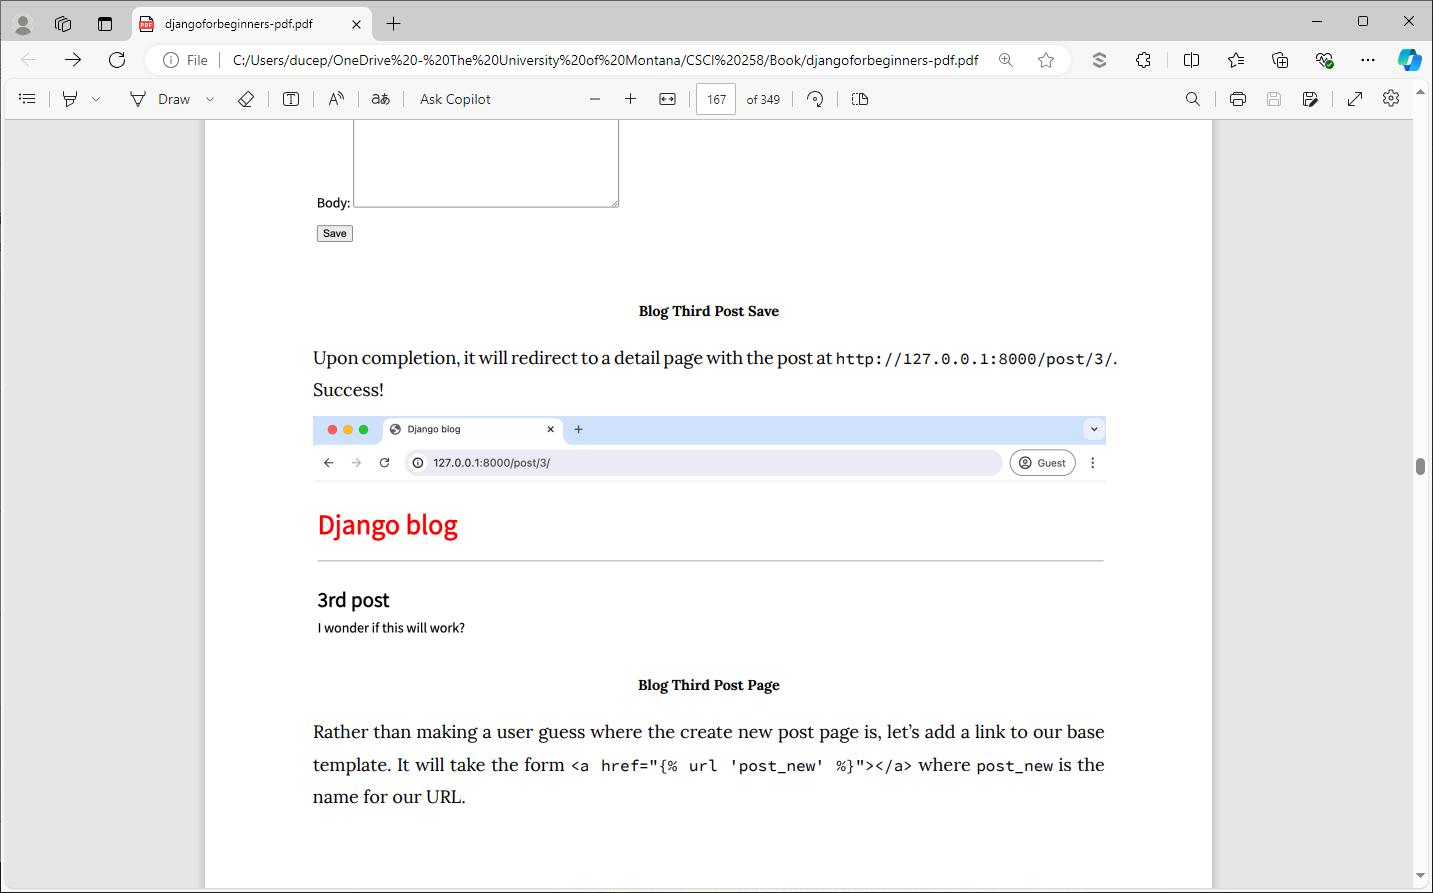 djangoforbeginners-pdf.pdf
File
C:/Users/ducep/OneDrive%20-%20The%20University%20of%20Montana/CSCI%20258/Book/djangoforbeginners-pdf.pdf
Draw
Ask Copilot
167 of 349
Body:
Save
Blog Third Post Save
Upon completion, it will redirect to a detail page with the post at http://127.0.0.1:8000/post/3/.
Success!
Django blog
127.0.0.1:8000/post/3/
Guest
Django blog
3rd post
I wonder if this will work?
Blog Third Post Page
Rather than making a user guess where the create new post page is, let’s add a link to our base
template. It will take the form <a href="{% url 'post_new' %}"></a> where post_new is the
name for our URL.